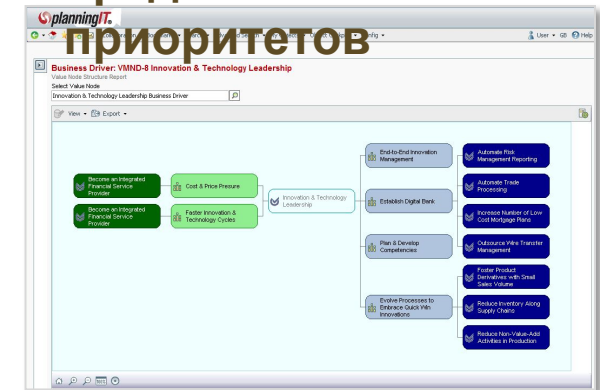 planningIT.
приоритетов
User
GB
Help
Business Driver: VMND-8 Innovation & Technology Leadership
Value Node Structure Report
Select Value Node
Innovation & Technology Leadership Business Driver
View
Export
Become an Integrated
Financial Service
Provider
Become an Integrated
Financial Service
Provider
Cost & Price Presure
Faster Innovation &
Technology Cycles
Innovation & Technology
Leadership
End-to-End Innovation
Management
Establish Digital Bank
Plan & Develop
Competencies
Evolve Processes to
Embrace Quick Win
Innovations
Automate Risk
Management Reporting
Automate Trade
Processing
Increase Number of Low
Cost Mortgage Plans
Outsource Wire Transfer
Management
Foster Product
Derivatives with Small
Sales Volume
Reduce Inventory Along
Supply Chains
Reduce Non-Value-Add
Activities in Production